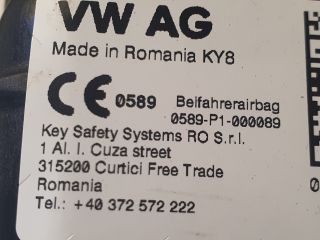 VW AG
Made in Romania KY8
CE 0589 Beifahrerairbag
0589-P1-000089
Key Safety Systems RO S.r.l.
1 Al. I. Cuza street
315200 Curtici Free Trade
Romania
Tel.: +40 372 572 222